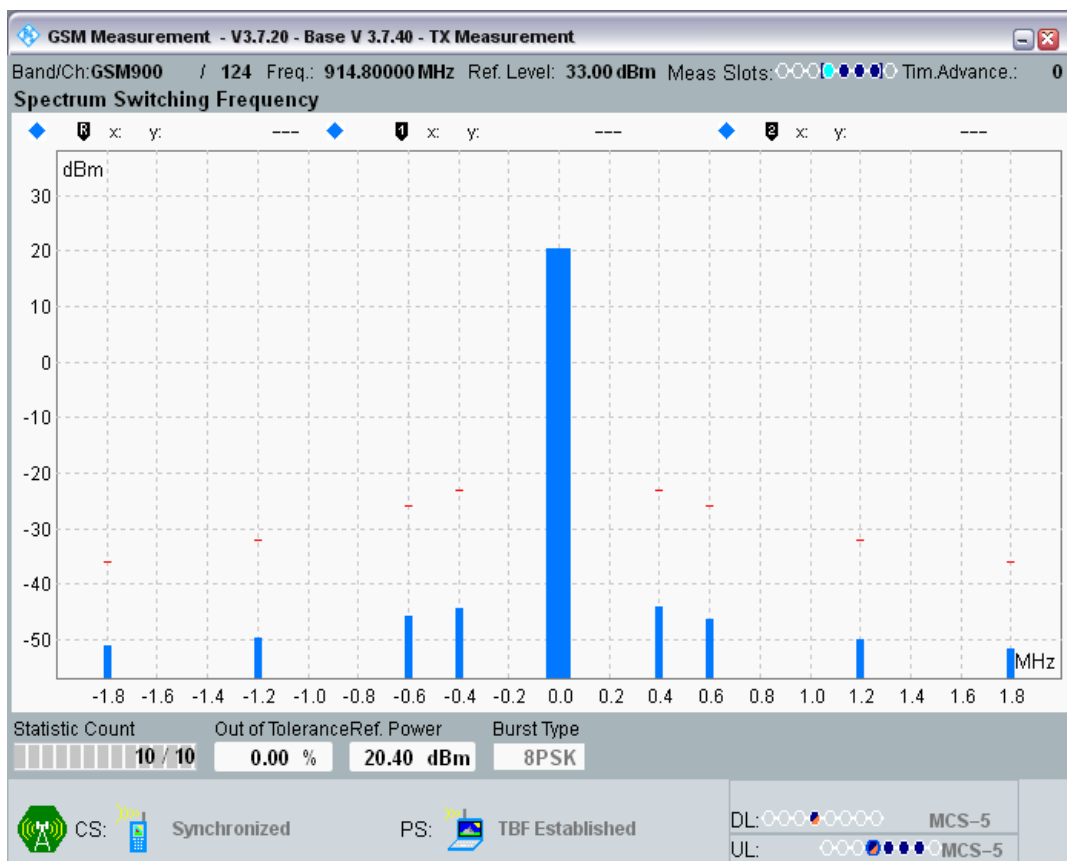 GSM Measurement - V3.7.20 - Base V 3.7.40 - TX Measurement
Band/Ch:GSM900 / 124 Freq.: 914.80000 MHz Ref. Level: 33.00 dBm Meas Slots: Tim.Advance.: 0
Spectrum Switching Frequency
R x: y: --- 1 x: y: --- 2 x: y: ---
dBm
30
20
10
0
-10
-20
-30
-40
-50
MHz
-1.8 -1.6 -1.4 -1.2 -1.0 -0.8 -0.6 -0.4 -0.2 0.0 0.2 0.4 0.6 0.8 1.0 1.2 1.4 1.6 1.8
Statistic Count Out of Tolerance Ref. Power Burst Type
10 / 10 0.00 % 20.40 dBm 8PSK
CS: Synchronized PS: TBF Established
DL: MCS-5
UL: MCS-5